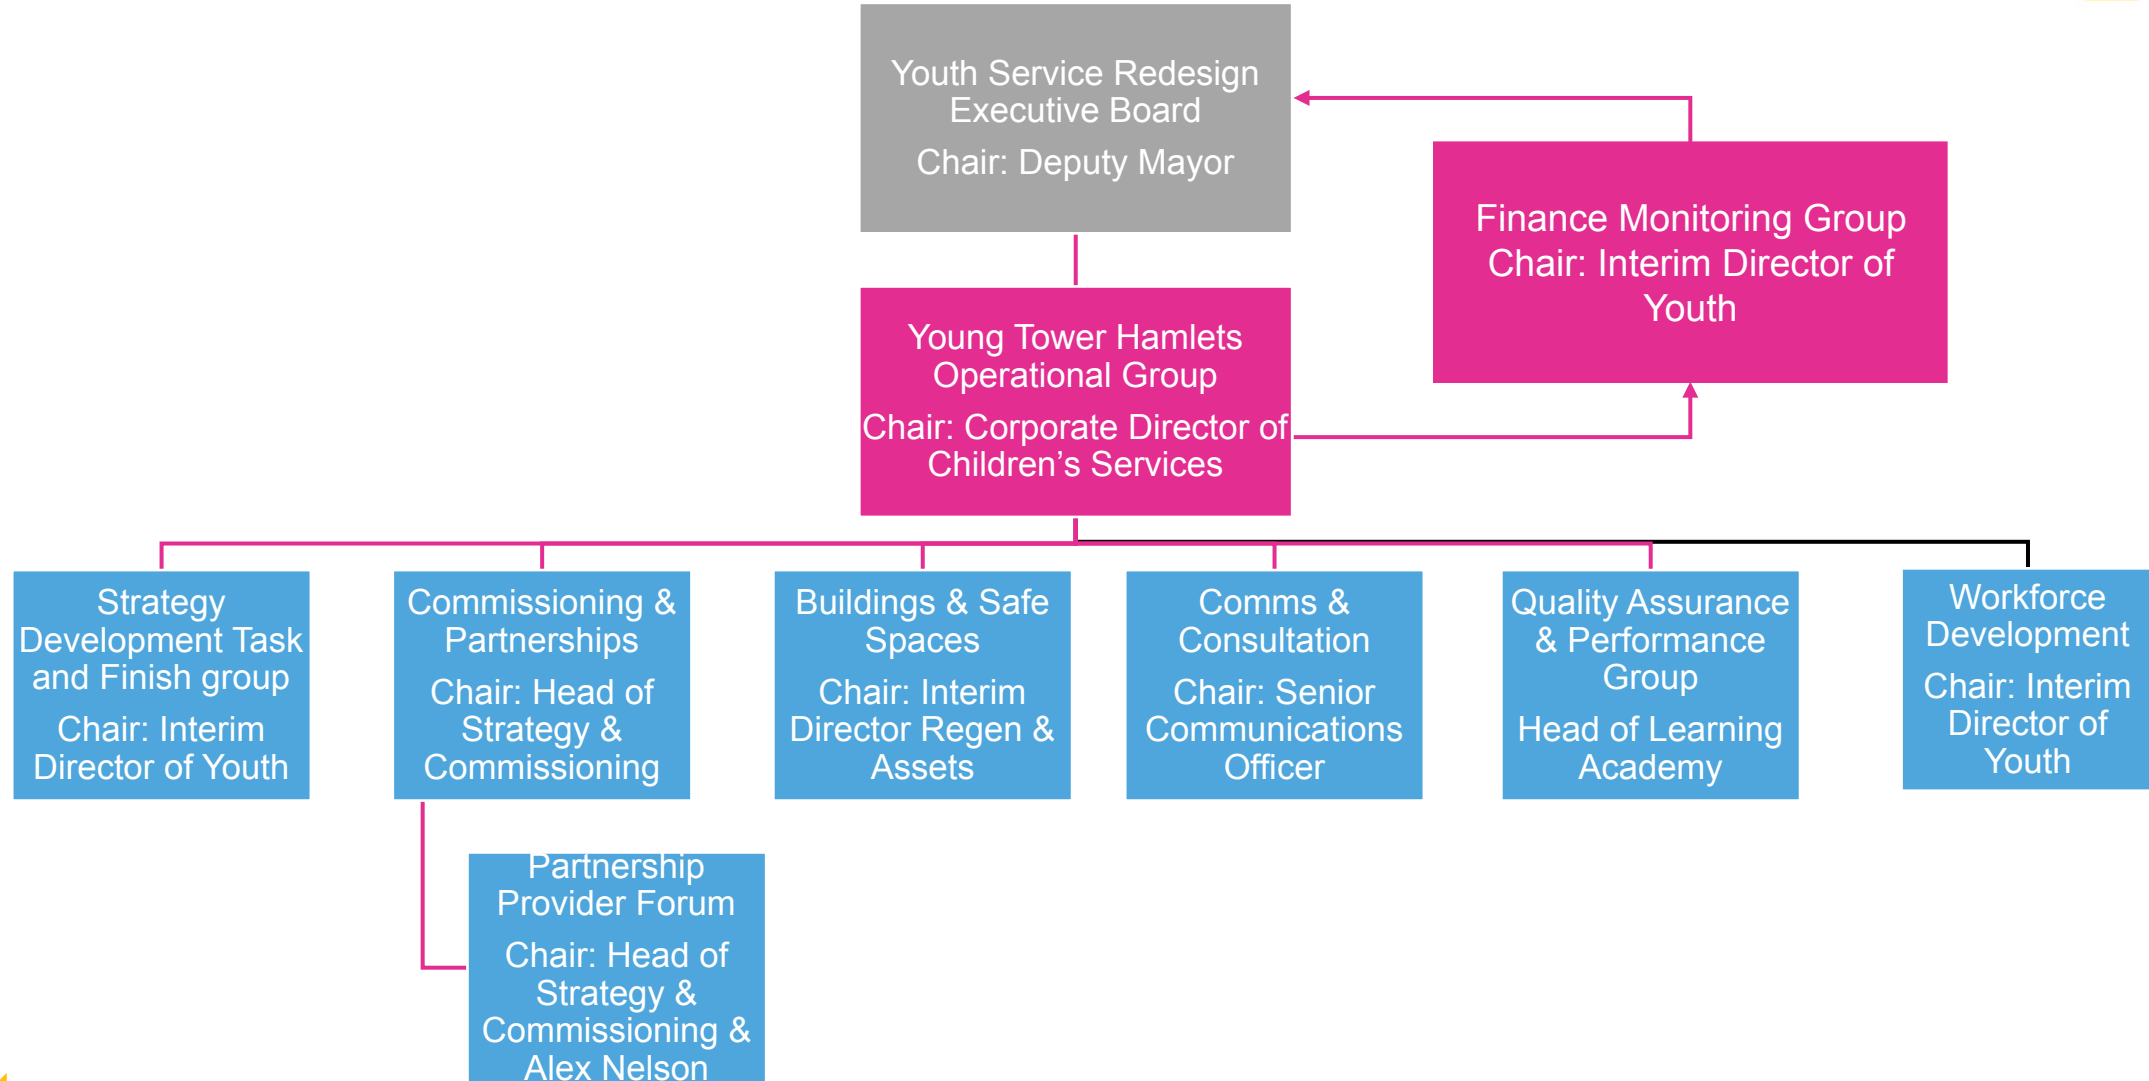 Youth Service Redesign
Executive Board
Chair: Deputy Mayor
Finance Monitoring Group
Chair: Interim Director of
Youth
Young Tower Hamlets
Operational Group
Chair: Corporate Director of
Children’s Services
Strategy
Development Task
and Finish group
Chair: Interim
Director of Youth
Commissioning &
Partnerships
Chair: Head of
Strategy &
Commissioning
Buildings & Safe
Spaces
Chair: Interim
Director Regen &
Assets
Comms &
Consultation
Chair: Senior
Communications
Officer
Quality Assurance
& Performance
Group
Head of Learning
Academy
Workforce
Development
Chair: Interim
Director of
Youth
Partnership
Provider Forum
Chair: Head of
Strategy &
Commissioning &
Alex Nelson